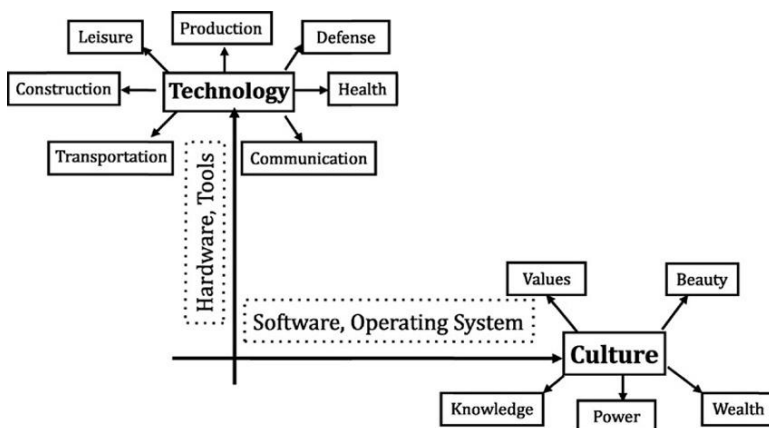 Production
Leisure
Defense
Construction
Technology
Health
Transportation
Communication
Hardware, Tools
Values
Beauty
Software, Operating System
Culture
Knowledge
Power
Wealth